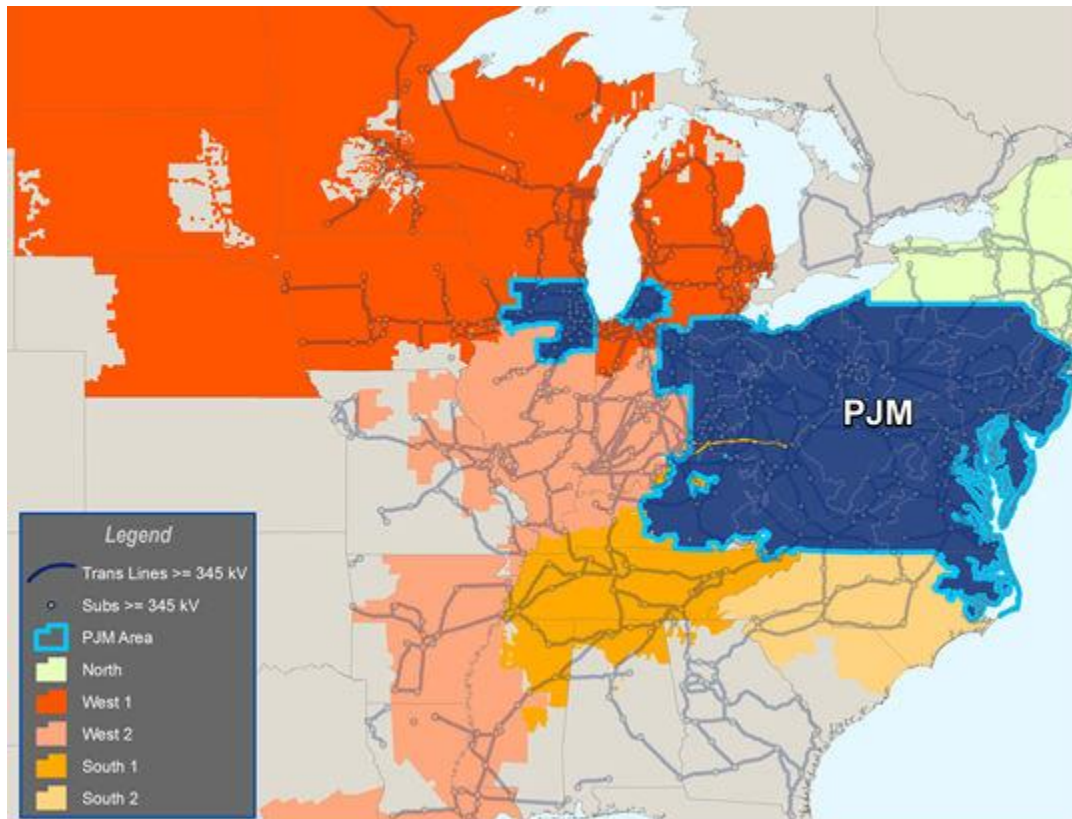 PJM
Legend
Trans Lines >= 345 kV
Subs >= 345 kV
PJM Area
North
West 1
West 2
South 1
South 2